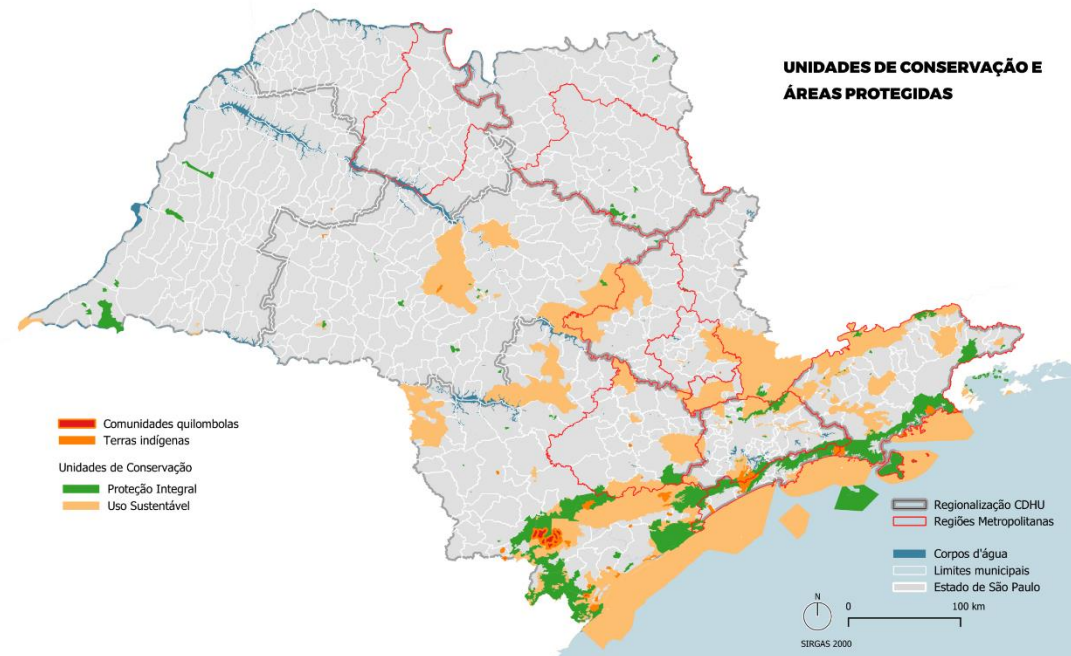 UNIDADES DE CONSERVAÇÃO E
ÁREAS PROTEGIDAS
Comunidades quilombolas
Terras indígenas
Unidades de Conservação
Proteção Integral
Uso Sustentável
Regionalização CDHU
Regiões Metropolitanas
Corpos d'água
Limites municipais
Estado de São Paulo
N
0 100 km
SIRGAS 2000